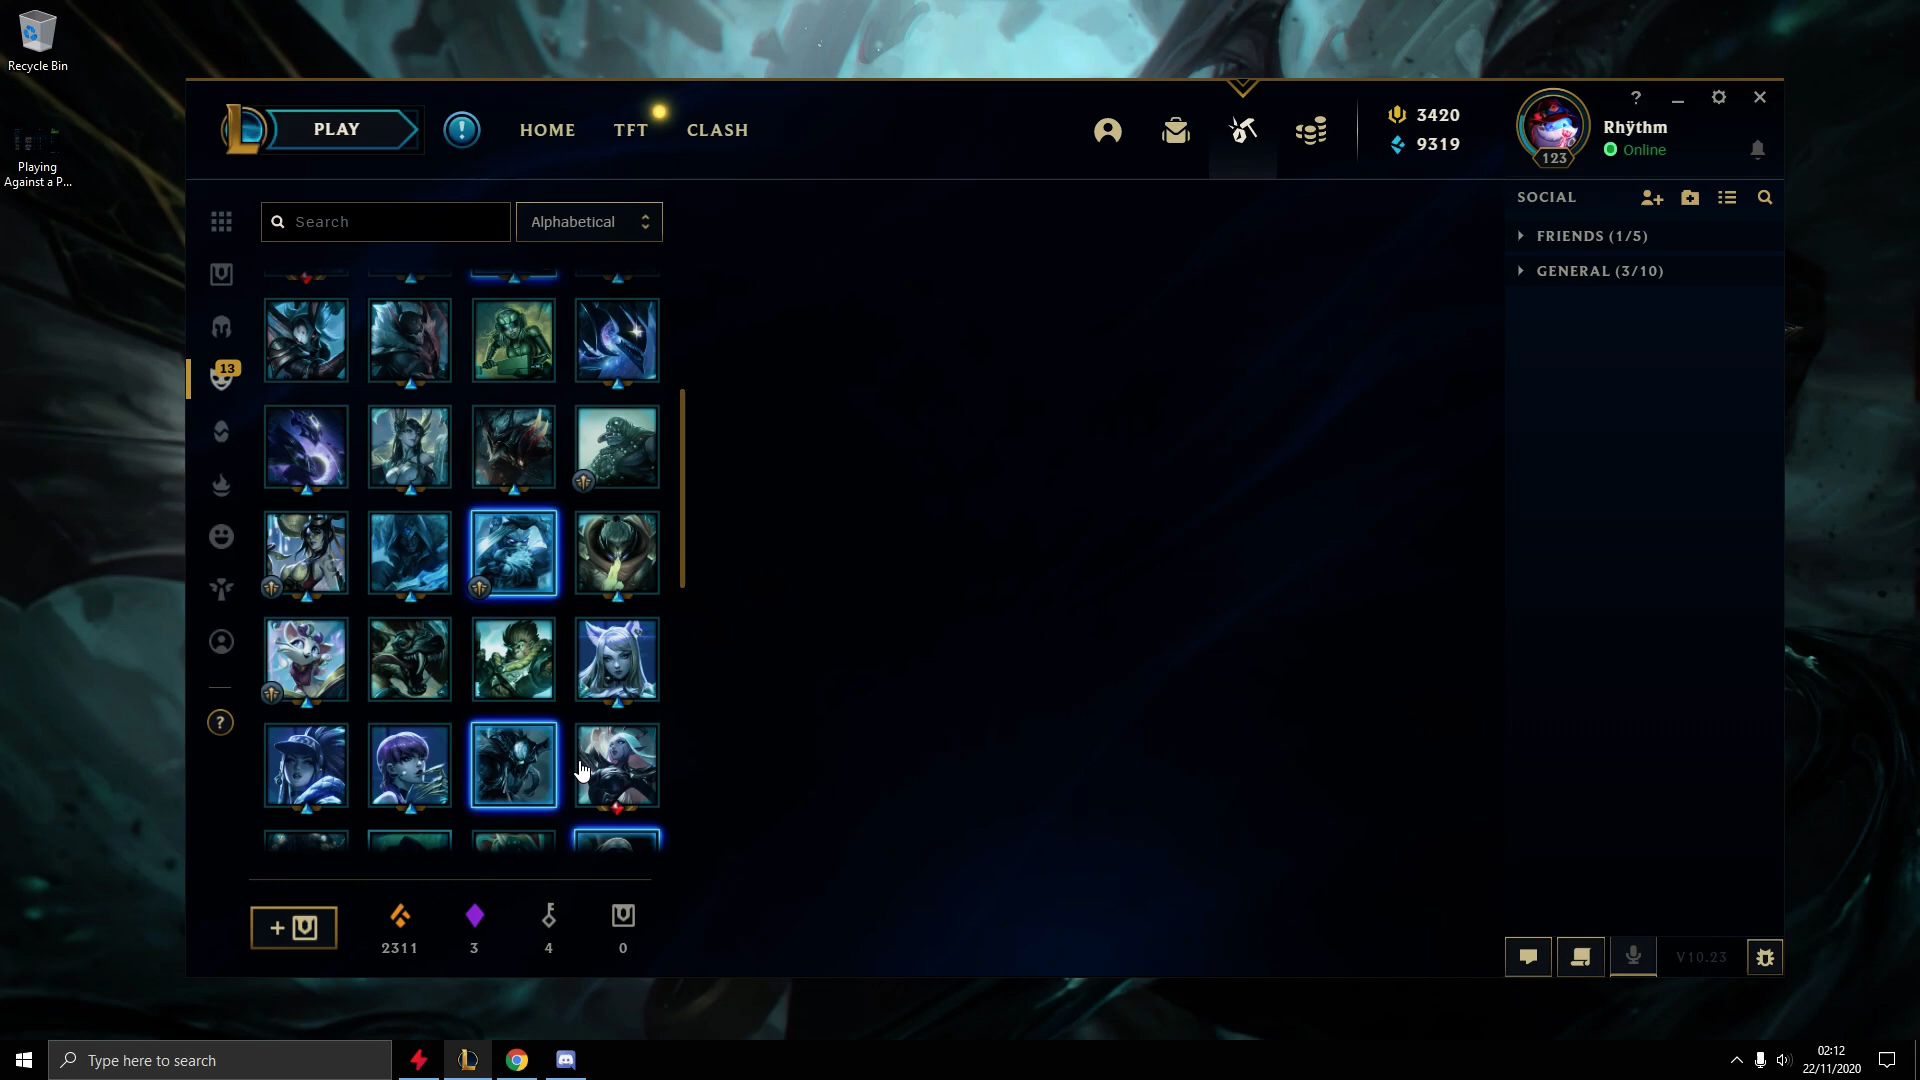 Recycle Bin
Playing
Against a P...
PLAY
HOME
TFT
CLASH
3420
9319
123
Rhÿthm
Online
?
Search
Alphabetical
SOCIAL
FRIENDS (1/5)
GENERAL (3/10)
13
?
+
2311
3
4
0
V10.23
Type here to search
02:12
22/11/2020